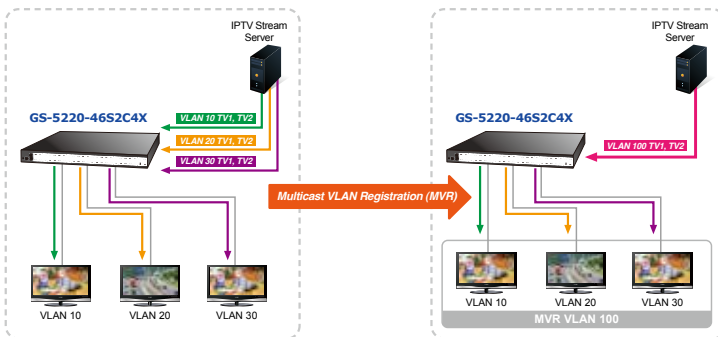 IPTV Stream
Server
GS-5220-46S2C4X
VLAN 10 TV1, TV2
VLAN 20 TV1, TV2
VLAN 30 TV1, TV2
VLAN 10
VLAN 20
VLAN 30
Multicast VLAN Registration (MVR)
IPTV Stream
Server
GS-5220-46S2C4X
VLAN 100 TV1, TV2
VLAN 10
VLAN 20
VLAN 30
MVR VLAN 100